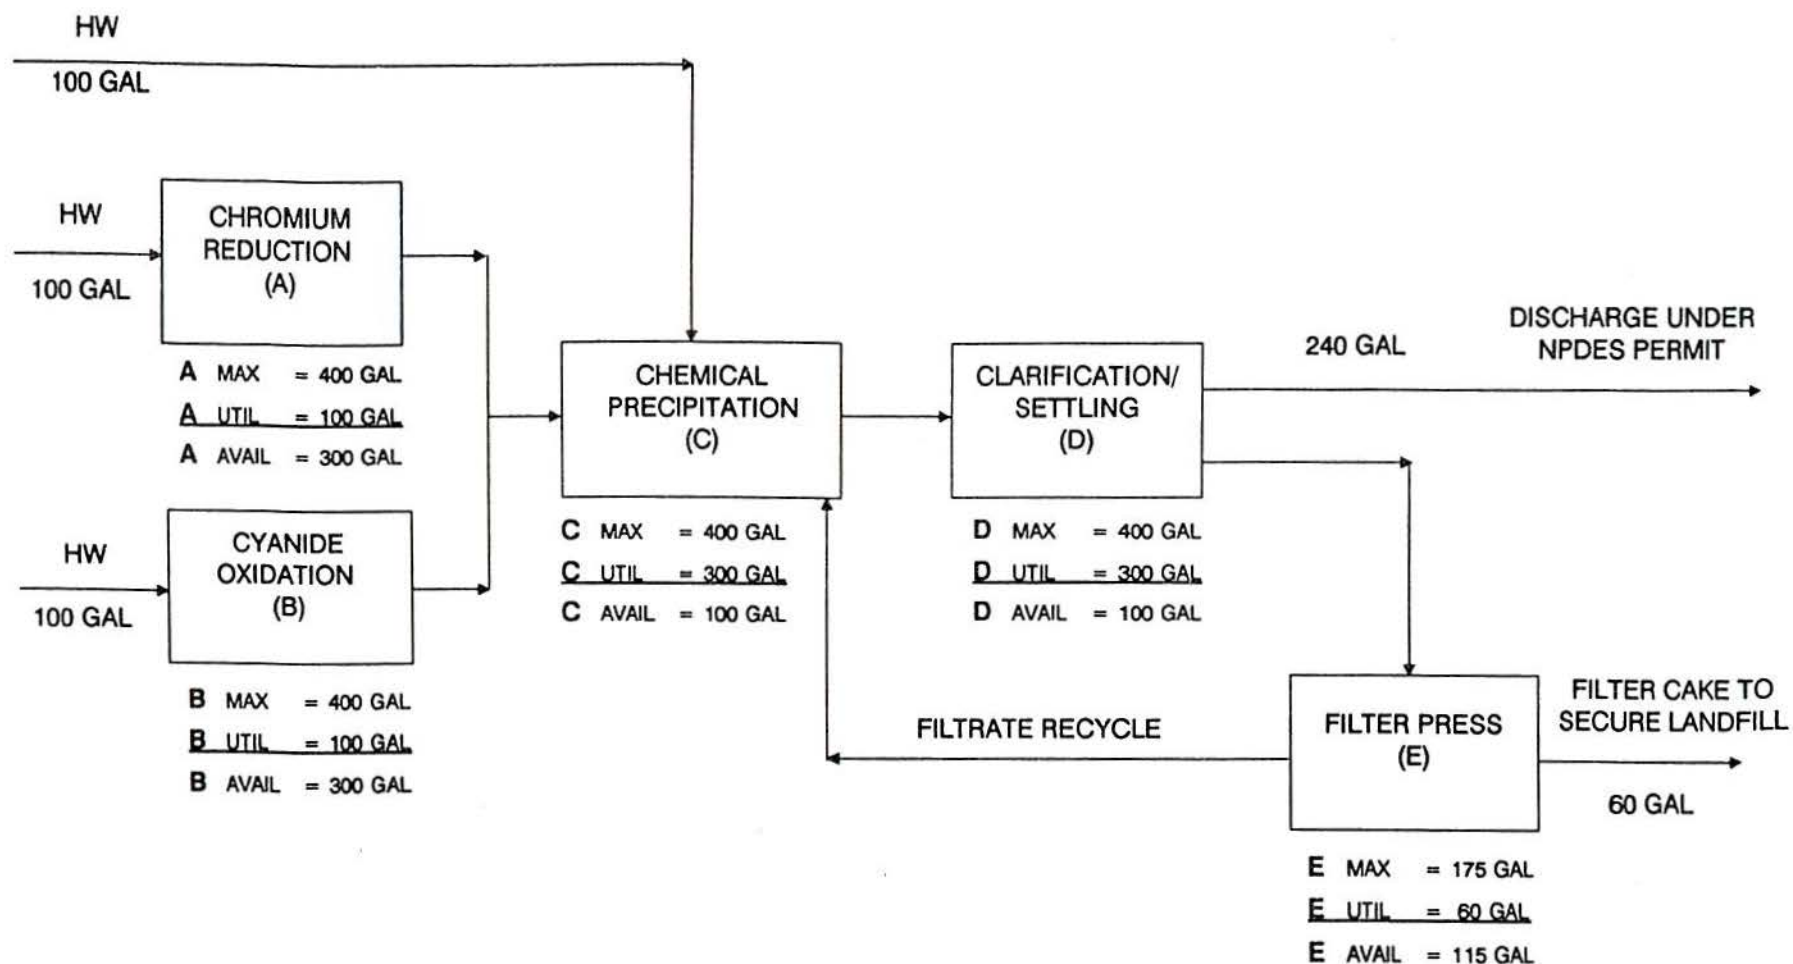 HW
100 GAL
HW
100 GAL
CHROMIUM
REDUCTION
(A)
A MAX = 400 GAL
A UTIL = 100 GAL
A AVAIL = 300 GAL
HW
100 GAL
CYANIDE
OXIDATION
(B)
B MAX = 400 GAL
B UTIL = 100 GAL
B AVAIL = 300 GAL
CHEMICAL
PRECIPITATION
(C)
C MAX = 400 GAL
C UTIL = 300 GAL
C AVAIL = 100 GAL
CLARIFICATION/
SETTLING
(D)
D MAX = 400 GAL
D UTIL = 300 GAL
D AVAIL = 100 GAL
240 GAL
DISCHARGE UNDER
NPDES PERMIT
FILTRATE RECYCLE
FILTER PRESS
(E)
E MAX = 175 GAL
E UTIL = 60 GAL
E AVAIL = 115 GAL
FILTER CAKE TO
SECURE LANDFILL
60 GAL